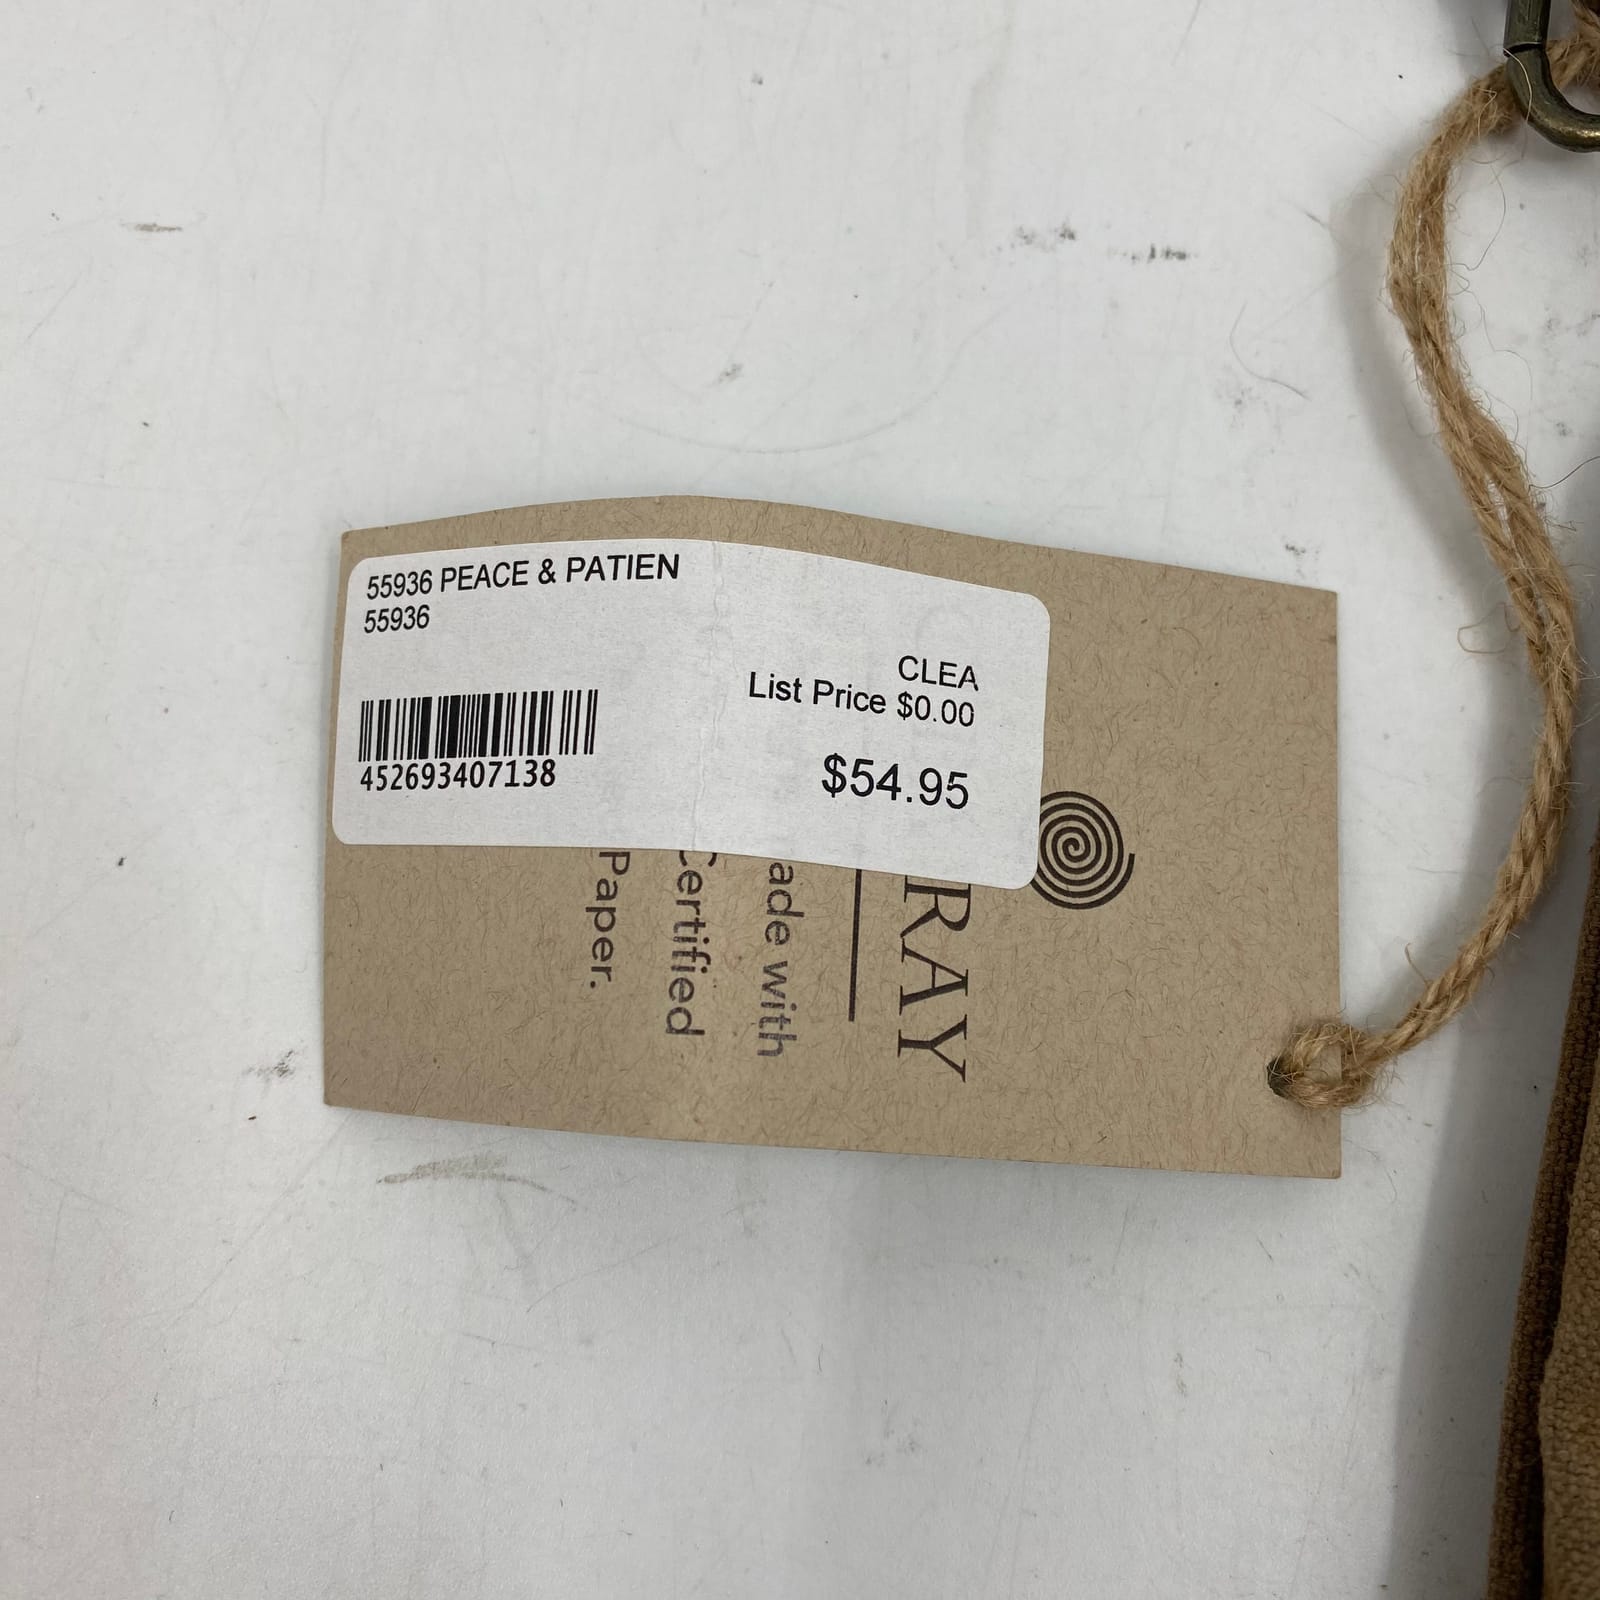 55936 PEACE & PATIEN
55936
CLEA
List Price $0.00
$54.95
452693407138
RAY
ade with
Certified
Paper.